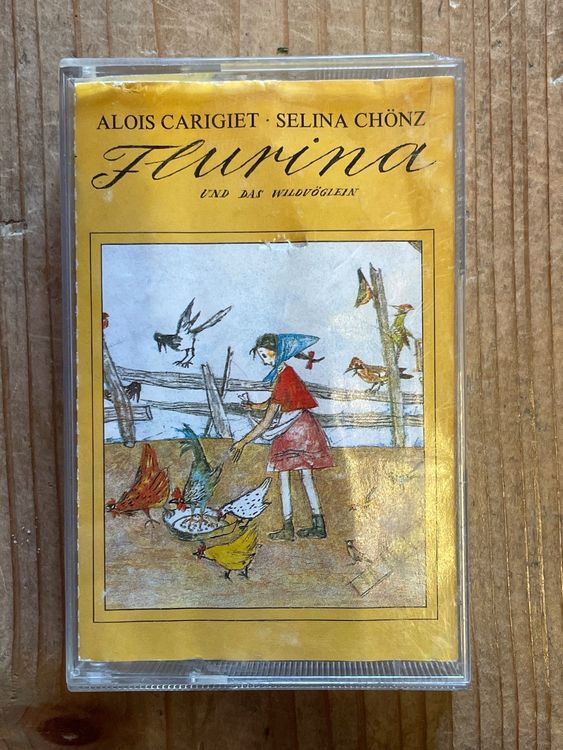 ALOIS CARIGIET · SELINA CHÖNZ
Flurina
UND DAS WILDVÖGLEIN